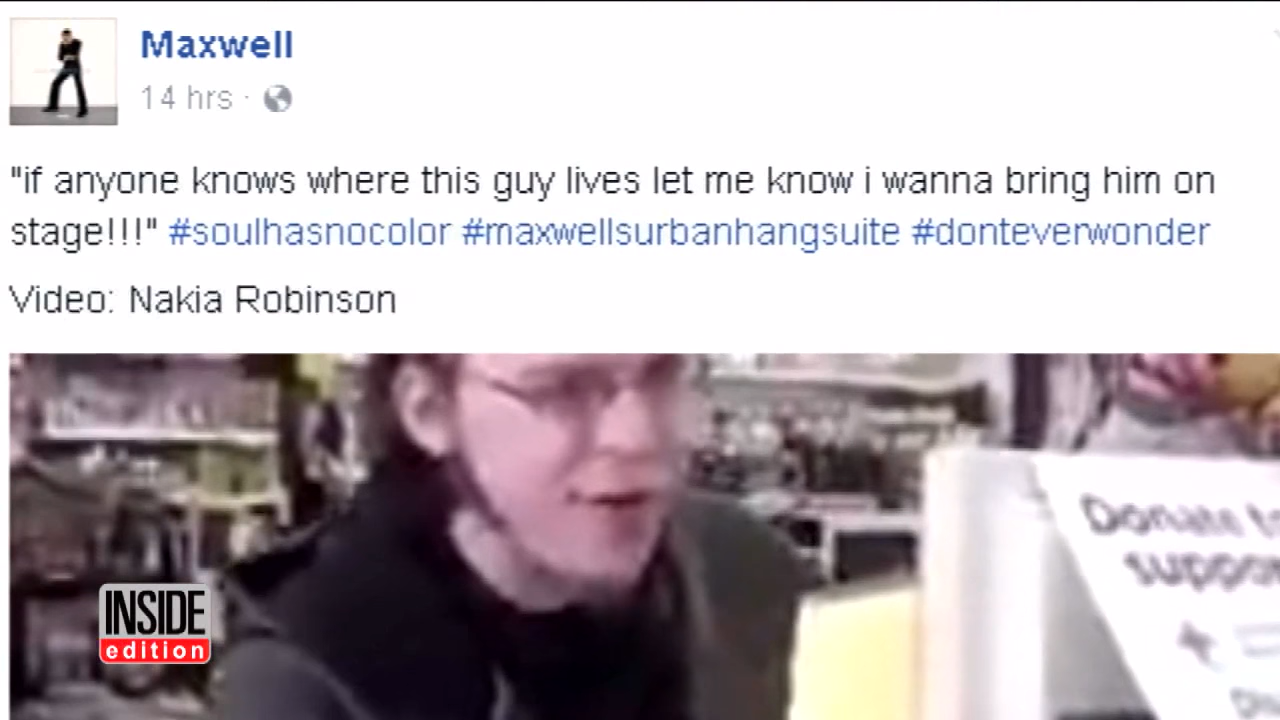 Maxwell
14 hrs ·
"if anyone knows where this guy lives let me know i wanna bring him on
stage!!!" #soulhasnocolor #maxwellsurbanhangsuite #donteverwonder
Video: Nakia Robinson
Donate
INSIDE
edition